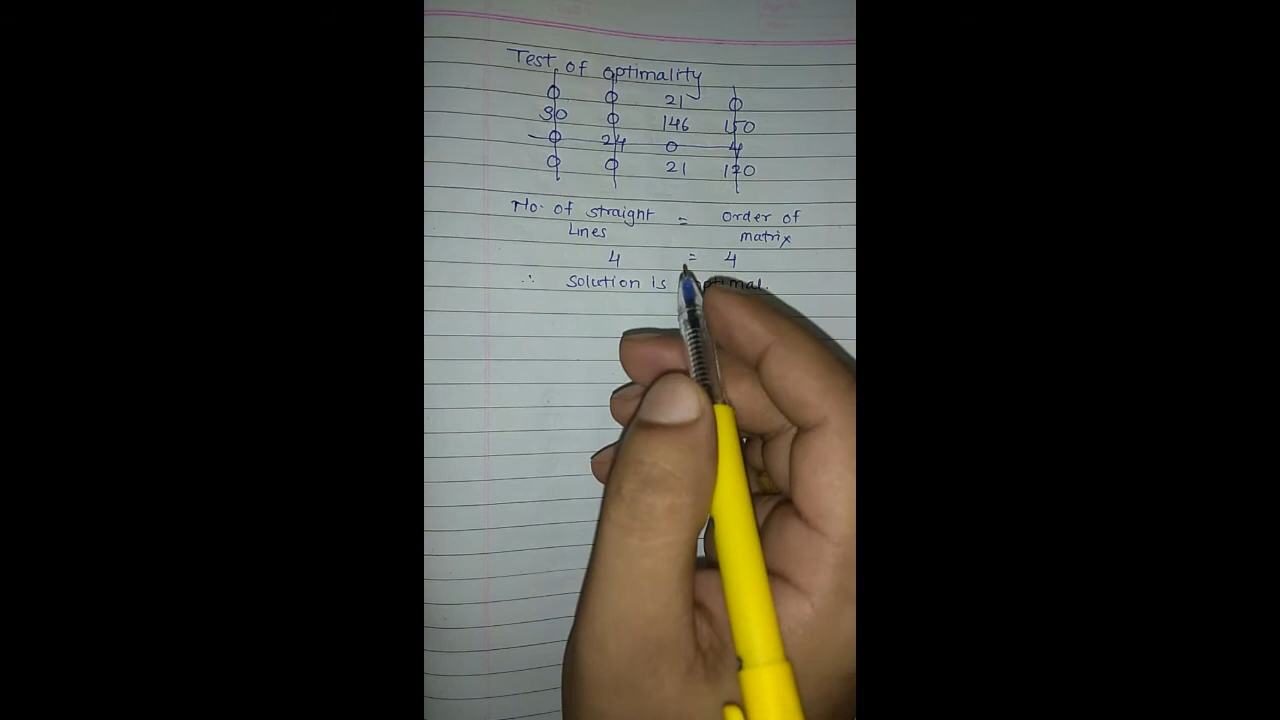 Test of optimality
0 0 21 0
30 0 146 150
0 24 0 4
0 0 21 120
No. of straight = order of
Lines matrix
4 = 4
∴ Solution is optimal.